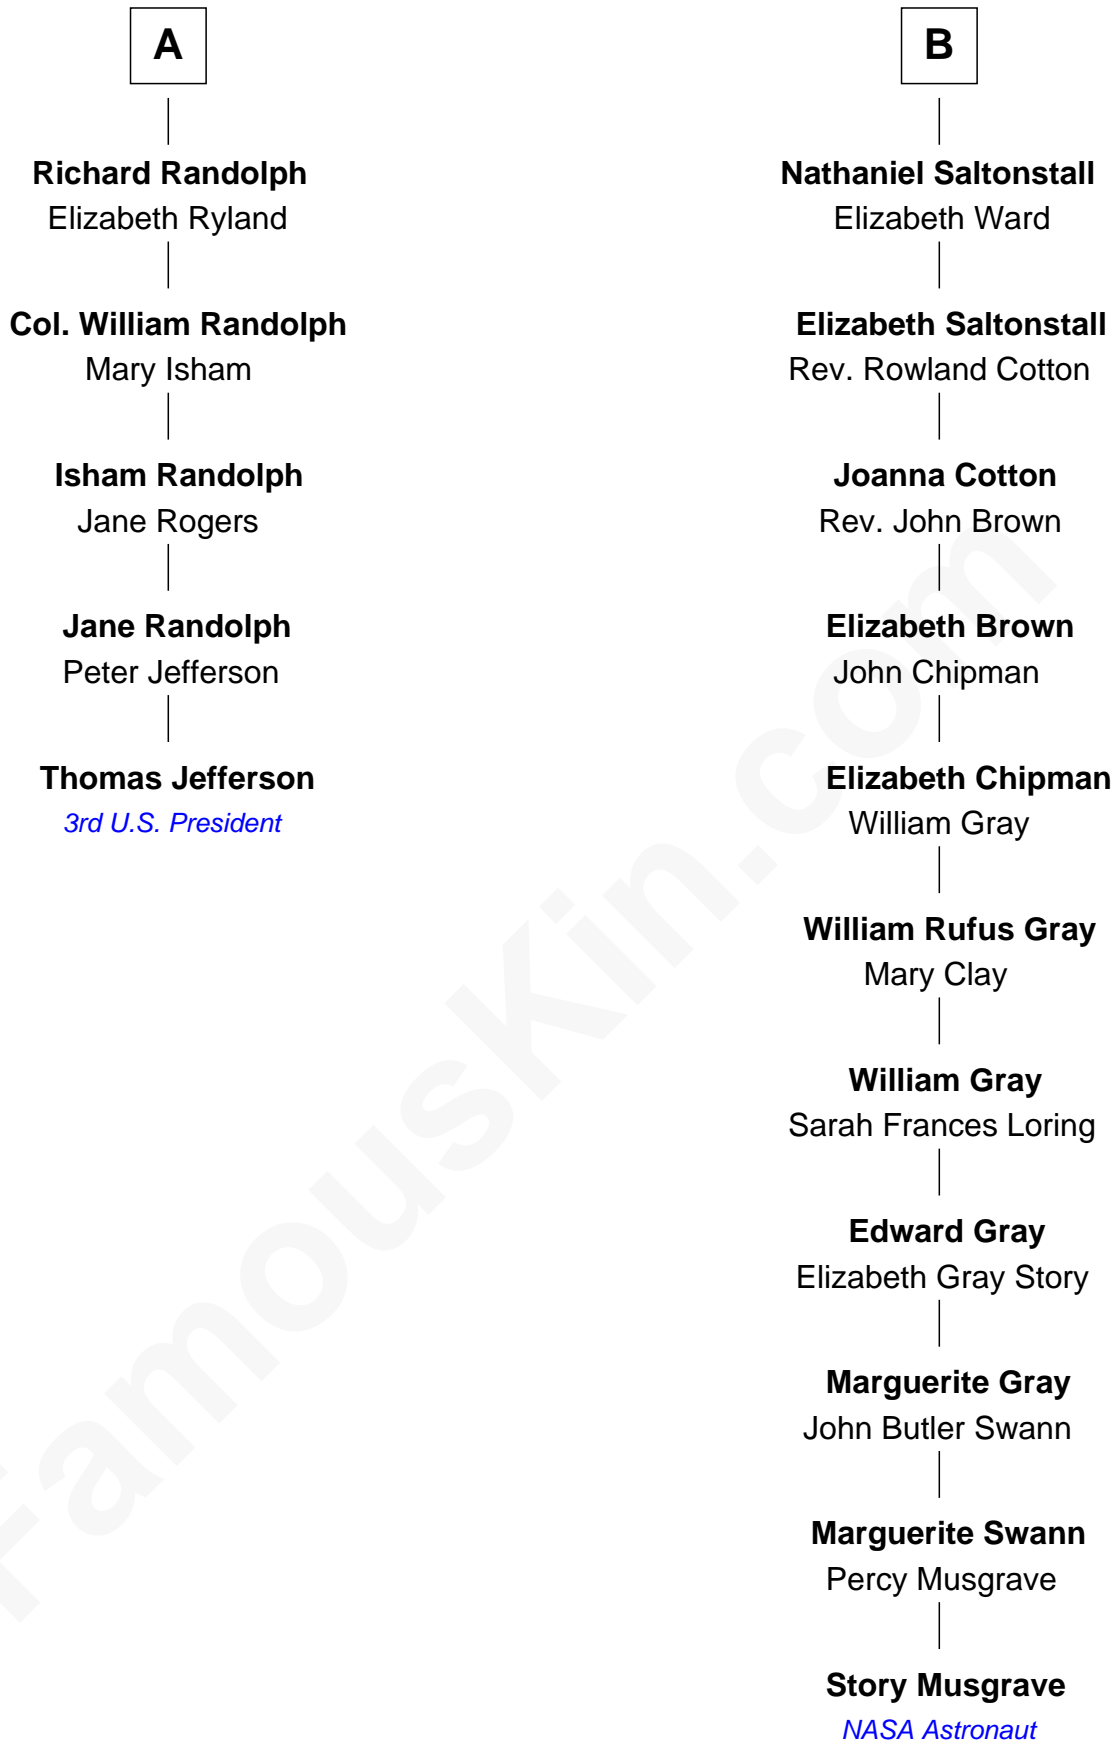 A
Richard Randolph
Elizabeth Ryland
Col. William Randolph
Mary Isham
Isham Randolph
Jane Rogers
Jane Randolph
Peter Jefferson
Thomas Jefferson
3rd U.S. President
B
Nathaniel Saltonstall
Elizabeth Ward
Elizabeth Saltonstall
Rev. Rowland Cotton
Joanna Cotton
Rev. John Brown
Elizabeth Brown
John Chipman
Elizabeth Chipman
William Gray
William Rufus Gray
Mary Clay
William Gray
Sarah Frances Loring
Edward Gray
Elizabeth Gray Story
Marguerite Gray
John Butler Swann
Marguerite Swann
Percy Musgrave
Story Musgrave
NASA Astronaut
FamousKin.com